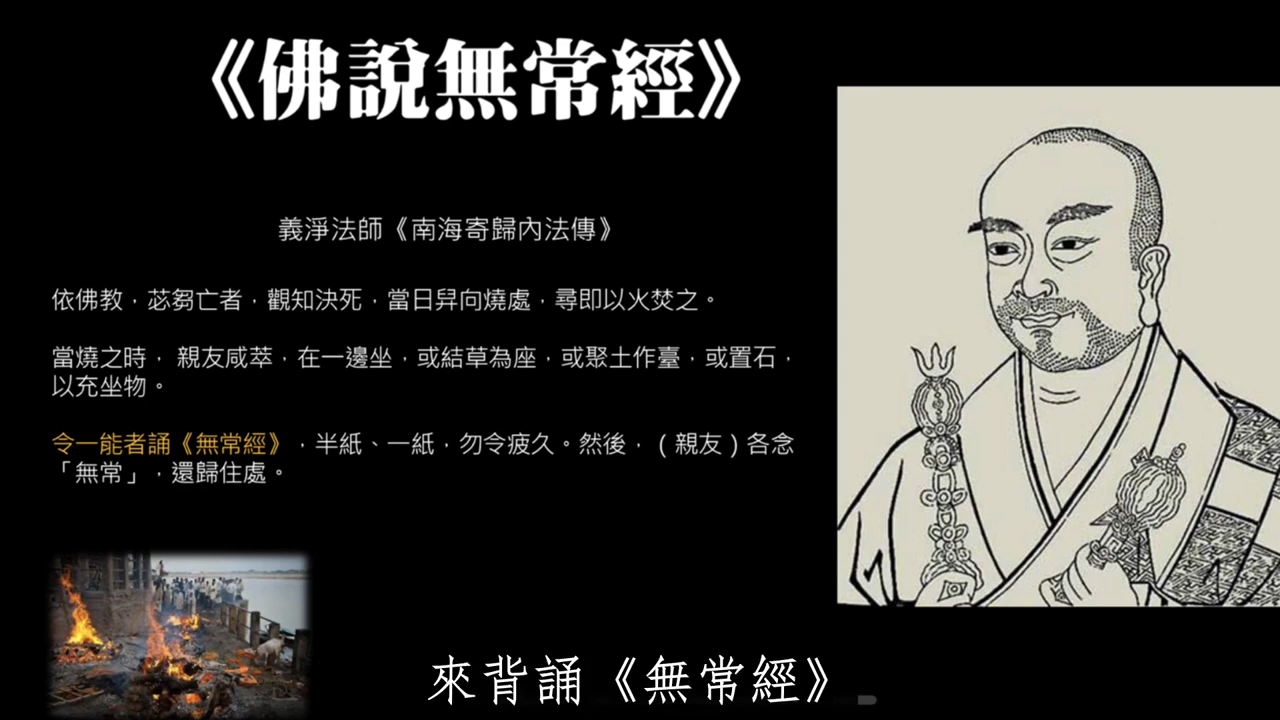 《佛說無常經》
義淨法師《南海寄歸內法傳》
依佛教，苾芻亡者，觀知決死，當日舁向燒處，尋即以火焚之。
當燒之時， 親友咸萃，在一邊坐，或結草為座，或聚土作臺，或置石，
以充坐物。
令一能者誦《無常經》，半紙、一紙，勿令疲久。然後，（親友）各念
「無常」，還歸住處。
來背誦《無常經》